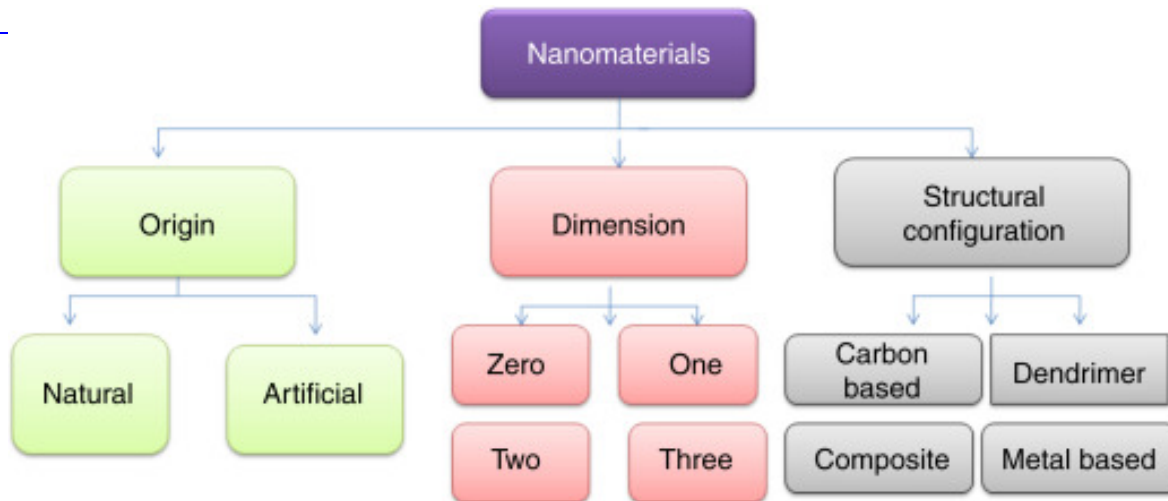 Nanomaterials
Origin
Dimension
Structural
configuration
Natural
Artificial
Zero
One
Carbon
based
Dendrimer
Two
Three
Composite
Metal based